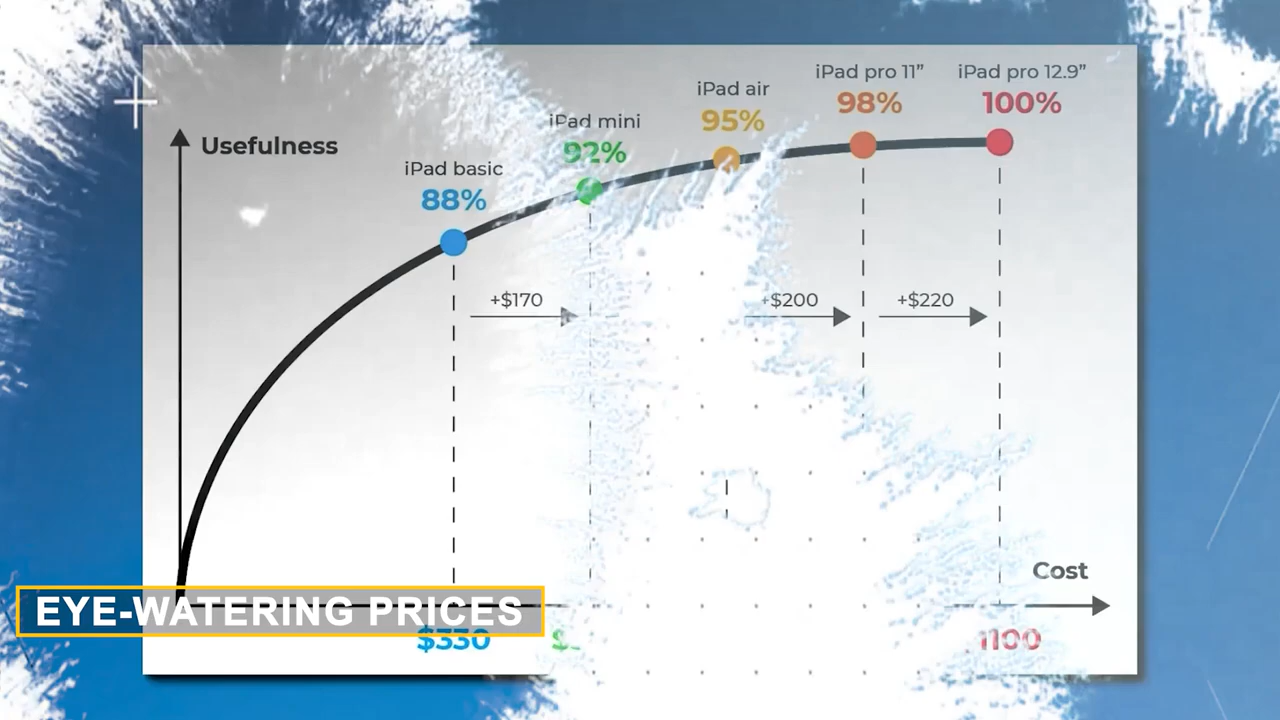 iPad pro 11” iPad pro 12.9”
98% 100%
iPad air
95%
iPad mini
92%
Usefulness
iPad basic
88%
+$170 +$200 +$220
Cost
EYE-WATERING PRICES
$330